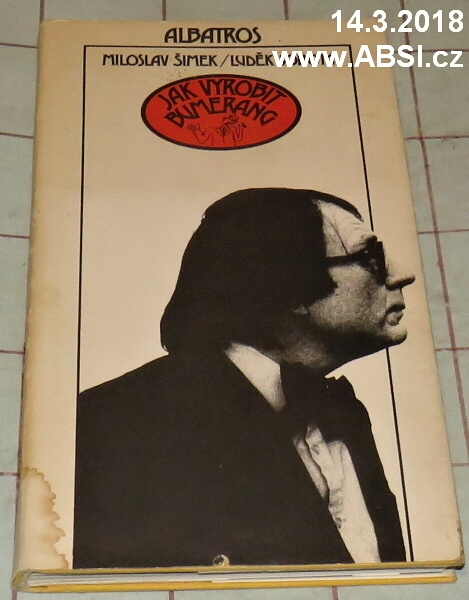 14.3.2018
www.ABSI.cz
ALBATROS
MILOSLAV ŠIMEK / LUDĚK
JAK VYROBIT
BUMERANG